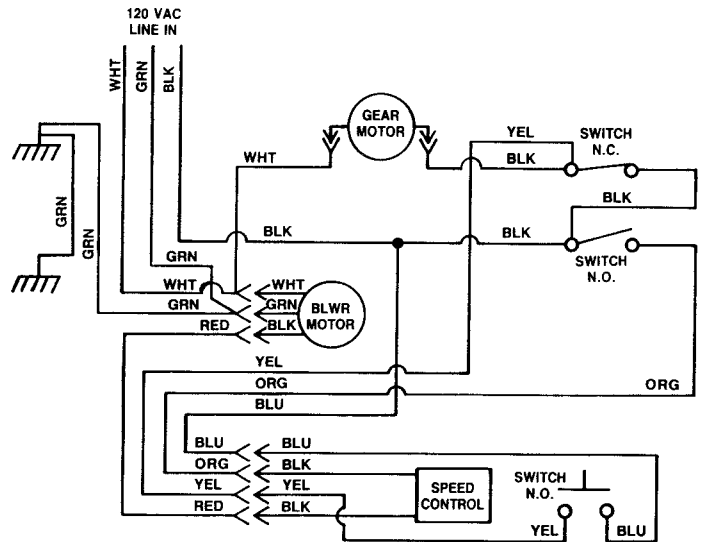 120 VAC
LINE IN
WHT
GRN
BLK
GEAR
MOTOR
WHT
YEL
BLK
SWITCH
N.C.
BLK
GRN
GRN
BLK
BLK
SWITCH
N.O.
GRN
WHT
WHT
GRN
GRN
BLWR
MOTOR
RED
BLK
YEL
ORG
ORG
BLU
BLU
BLU
ORG
BLK
YEL
YEL
RED
BLK
SPEED
CONTROL
SWITCH
N.O.
YEL
BLU